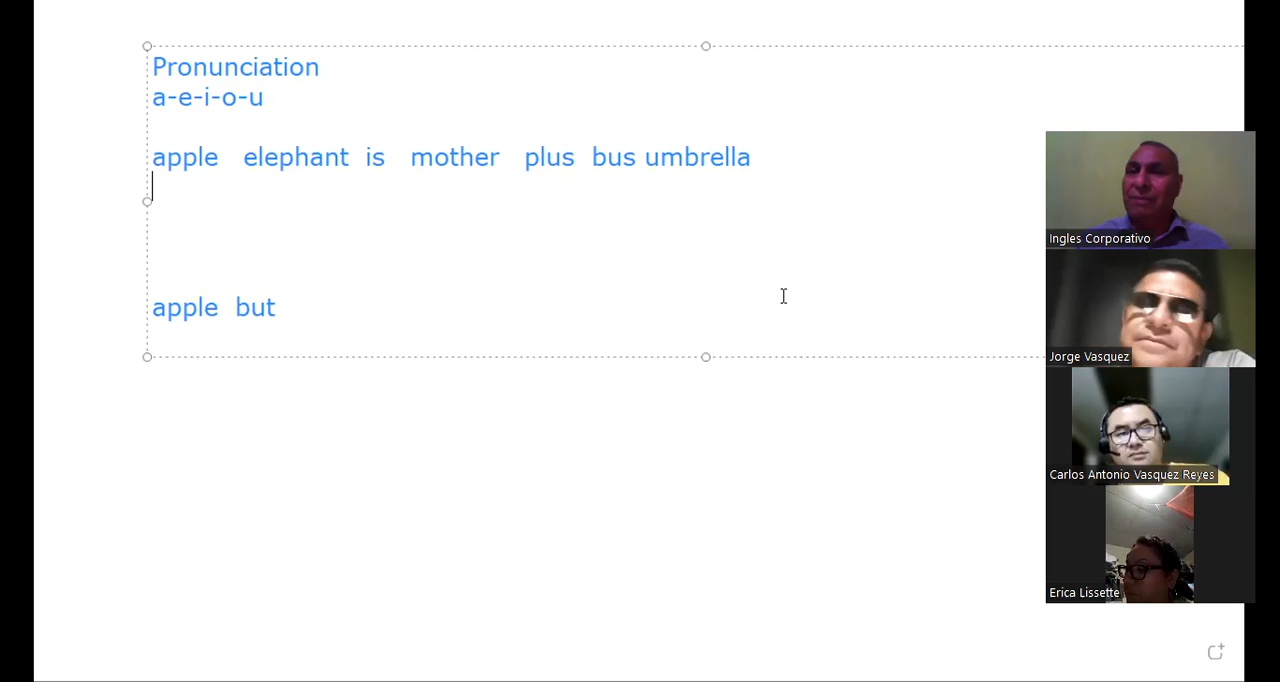 Pronunciation
a-e-i-o-u
apple elephant is mother plus bus umbrella
apple but
Ingles Corporativo
Jorge Vasquez
Carlos Antonio Vasquez Reyes
Erica Lissette